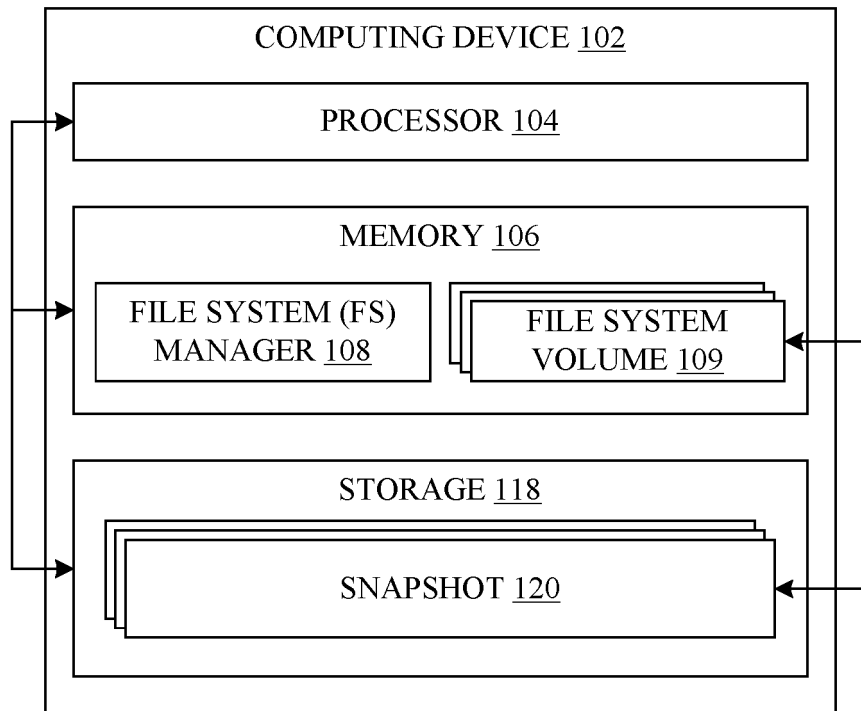 COMPUTING DEVICE 102
PROCESSOR 104
MEMORY 106
FILE SYSTEM (FS)
MANAGER 108
FILE SYSTEM
VOLUME 109
STORAGE 118
SNAPSHOT 120